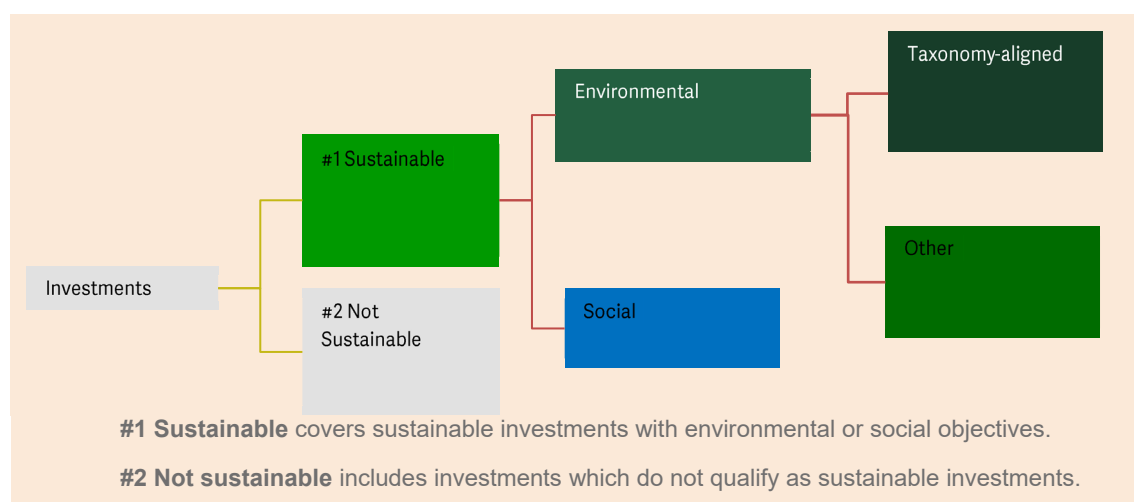 Investments
#1 Sustainable
#2 Not
Sustainable
Environmental
Social
Taxonomy-aligned
Other
#1 Sustainable covers sustainable investments with environmental or social objectives.
#2 Not sustainable includes investments which do not qualify as sustainable investments.